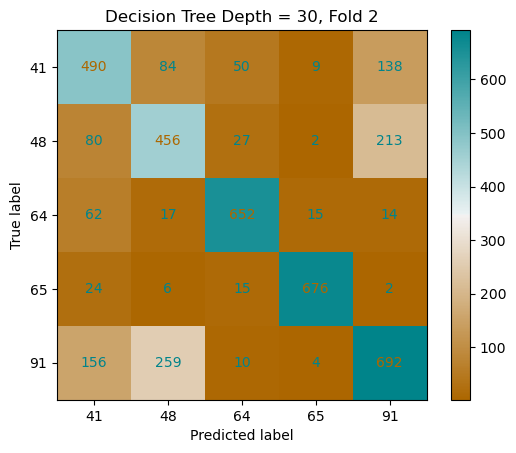 Decision Tree Depth = 30, Fold 2
41 490 84 50 9 138
48 80 456 27 2 213
64 62 17 652 15 14
65 24 6 15 676 2
91 156 259 10 4 692
41 48 64 65 91
Predicted label
True label
600
500
400
300
200
100